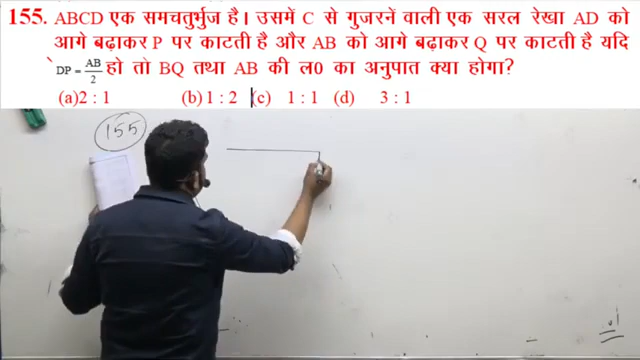 155. ABCD एक समचतुर्भुज है। उसमें C से गुजरनें वाली एक सरल रेखा AD को
आगे बढ़ाकर P पर काटती है और AB को आगे बढ़ाकर Q पर काटती है यदि
DP = AB/2 हो तो BQ तथा AB की ल0 का अनुपात क्या होगा?
(a)2 : 1 (b) 1 : 2 (c) 1 : 1 (d) 3 : 1
155